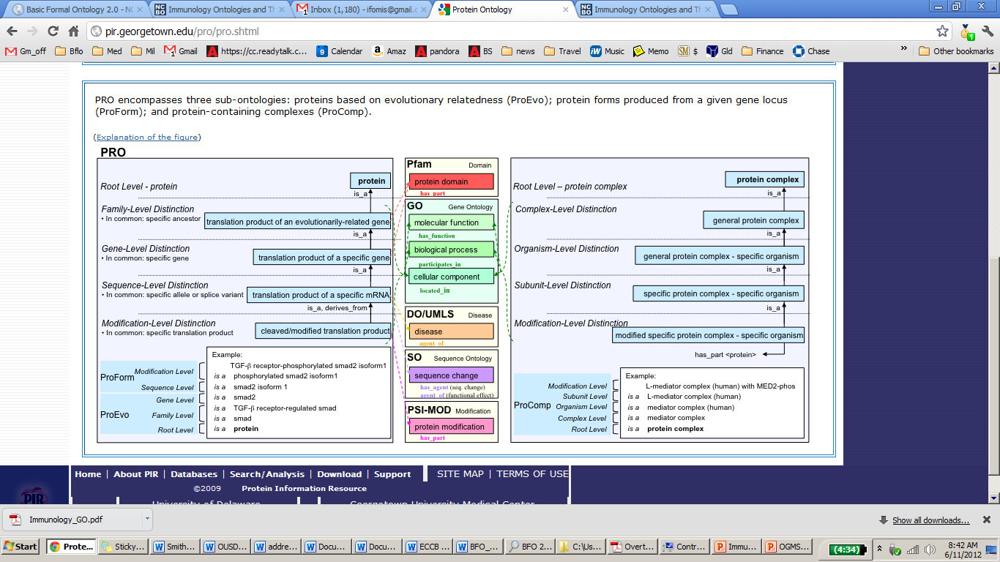 Basic Formal Ontology 2.0 - NC
Immunology Ontologies and Th
Inbox (1,180) - ifomis@gmail.c
Protein Ontology
Immunology Ontologies and Th
pir.georgetown.edu/pro/pro.shtml
Gm_off Bflo Med Mil Gmail https://cc.readytalk.c... Calendar Amaz pandora BS news Travel Music Memo $ Gld Finance Chase » Other bookmarks
PRO encompasses three sub-ontologies: proteins based on evolutionary relatedness (ProEvo); protein forms produced from a given gene locus
(ProForm); and protein-containing complexes (ProComp).
(Explanation of the figure)
PRO
Root Level - protein
protein
is_a
Family-Level Distinction
• In common: specific ancestor
translation product of an evolutionarily-related gene
is_a
Gene-Level Distinction
• In common: specific gene
translation product of a specific gene
is_a
Sequence-Level Distinction
• In common: specific allele or splice variant
translation product of a specific mRNA
is_a, derives_from
Modification-Level Distinction
• In common: specific translation product
cleaved/modified translation product
ProForm
Modification Level
Sequence Level
ProEvo
Gene Level
Family Level
Root Level
Example:
TGF-β receptor-phosphorylated smad2 isoform1
is a phosphorylated smad2 isoform1
is a smad2 isoform 1
is a smad2
is a TGF-β receptor-regulated smad
is a smad
is a protein
Pfam Domain
protein domain
has_part
GO Gene Ontology
molecular function
has_function
biological process
participates_in
cellular component
located_in
DO/UMLS Disease
disease
agent_of
SO Sequence Ontology
sequence change
has_agent (seq. change)
agent_of (functional effect)
PSI-MOD Modification
protein modification
has_part
Root Level – protein complex
protein complex
is_a
Complex-Level Distinction
general protein complex
is_a
Organism-Level Distinction
general protein complex - specific organism
is_a
Subunit-Level Distinction
specific protein complex - specific organism
is_a
Modification-Level Distinction
modified specific protein complex - specific organism
has_part <protein>
ProComp
Modification Level
Subunit Level
Organism Level
Complex Level
Root Level
Example:
L-mediator complex (human) with MED2-phos
is a L-mediator complex (human)
is a mediator complex (human)
is a mediator complex
is a protein complex
Home | About PIR | Databases | Search/Analysis | Download | Support
SITE MAP | TERMS OF USE
©2009 Protein Information Resource
PIR
University of Delaware
Georgetown University Medical Center
Immunology_GO.pdf
Show all downloads...
Start Prote... Sticky... Smith... OUSD... addre... Docu... Docu... ECCB ... BFO_... BFO 2... C:\Us... Overt... Contr... Immu... OGMS...
(4:34)
8:42 AM
6/11/2012